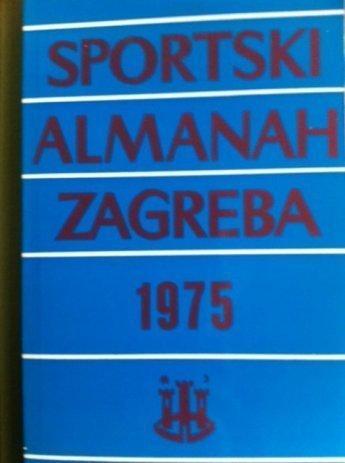 SPORTSKI
ALMANAH
ZAGREBA
1975